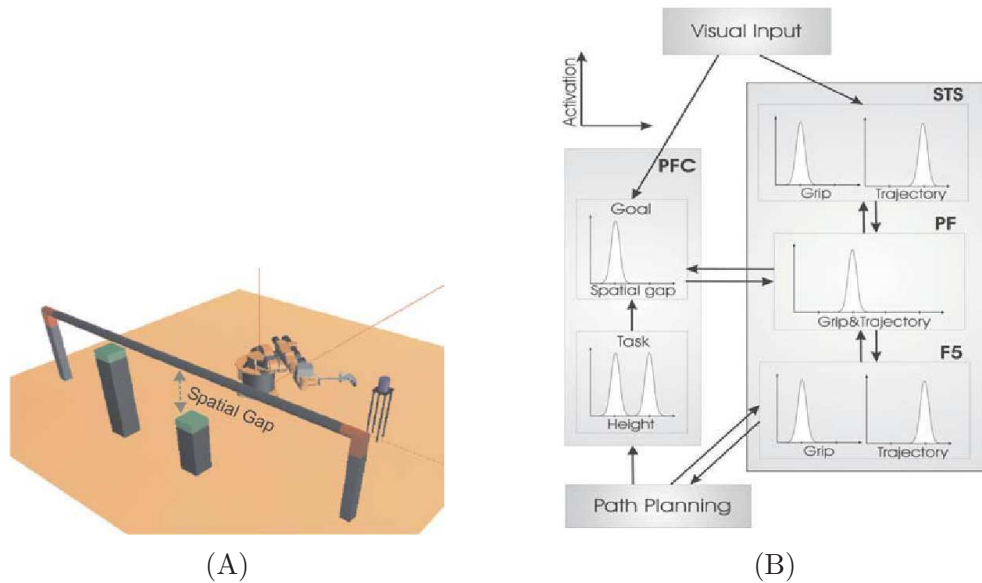 Spatial Gap
(A)
Visual Input
Activation
STS
Grip
Trajectory
PFC
Goal
Spatial gap
PF
Grip&Trajectory
Task
Height
F5
Grip
Trajectory
Path Planning
(B)